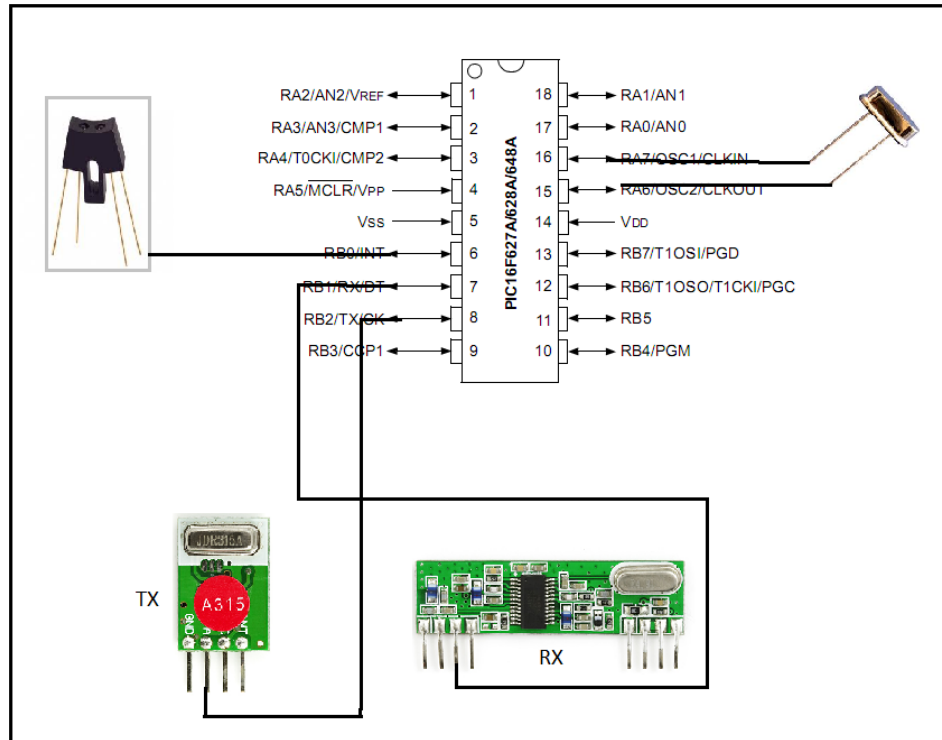 RA2/AN2/VREF 1 18 RA1/AN1
RA3/AN3/CMP1 2 17 RA0/AN0
RA4/T0CKI/CMP2 3 16 RA7/OSC1/CLKIN
RA5/MCLR/VPP 4 15 RA6/OSC2/CLKOUT
VSS 5 14 VDD
RB0/INT 6 13 RB7/T1OSI/PGD
RB1/RX/DT 7 12 RB6/T1OSO/T1CKI/PGC
RB2/TX/CK 8 11 RB5
RB3/CCP1 9 10 RB4/PGM
PIC16F627A/628A/648A
TX
A315
GND
RX